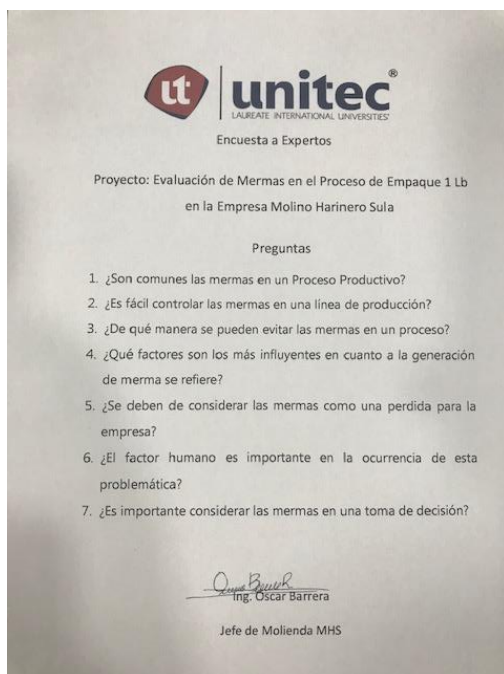 ut unitec®
LAUREATE INTERNATIONAL UNIVERSITIES
Encuesta a Expertos
Proyecto: Evaluación de Mermas en el Proceso de Empaque 1 Lb
en la Empresa Molino Harinero Sula
Preguntas
1. ¿Son comunes las mermas en un Proceso Productivo?
2. ¿Es fácil controlar las mermas en una línea de producción?
3. ¿De qué manera se pueden evitar las mermas en un proceso?
4. ¿Qué factores son los más influyentes en cuanto a la generación
de merma se refiere?
5. ¿Se deben de considerar las mermas como una perdida para la
empresa?
6. ¿El factor humano es importante en la ocurrencia de esta
problemática?
7. ¿Es importante considerar las mermas en una toma de decisión?
Ing. Oscar Barrera
Jefe de Molienda MHS